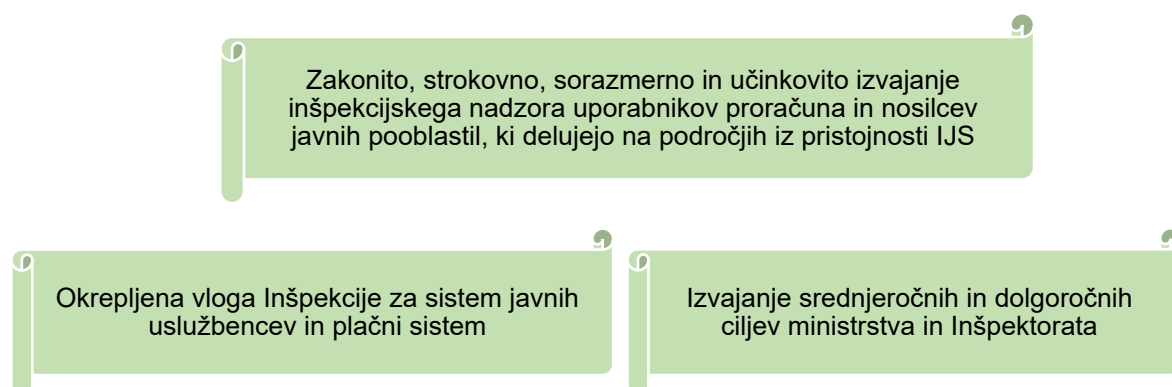 Zakonito, strokovno, sorazmerno in učinkovito izvajanje
inšpekcijskega nadzora uporabnikov proračuna in nosilcev
javnih pooblastil, ki delujejo na področjih iz pristojnosti IJS
Okrepljena vloga Inšpekcije za sistem javnih
uslužbencev in plačni sistem
Izvajanje srednjeročnih in dolgoročnih
ciljev ministrstva in Inšpektorata